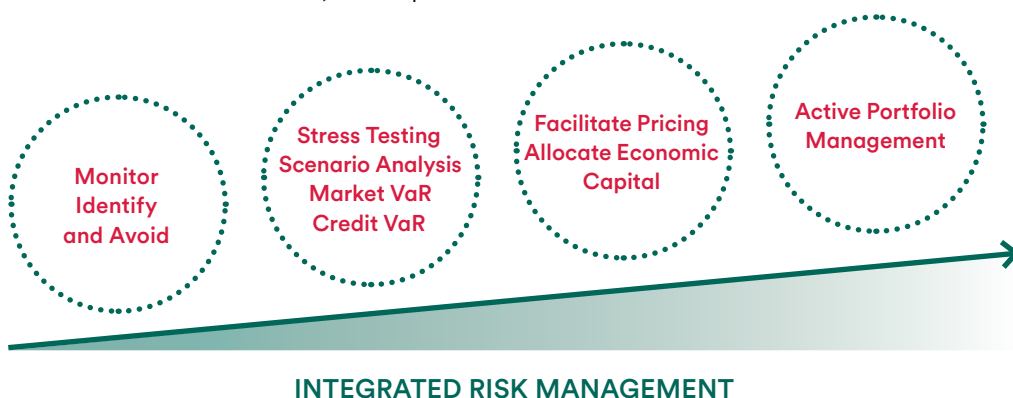 Monitor
Identify
and Avoid
Stress Testing
Scenario Analysis
Market VaR
Credit VaR
Facilitate Pricing
Allocate Economic
Capital
Active Portfolio
Management
INTEGRATED RISK MANAGEMENT